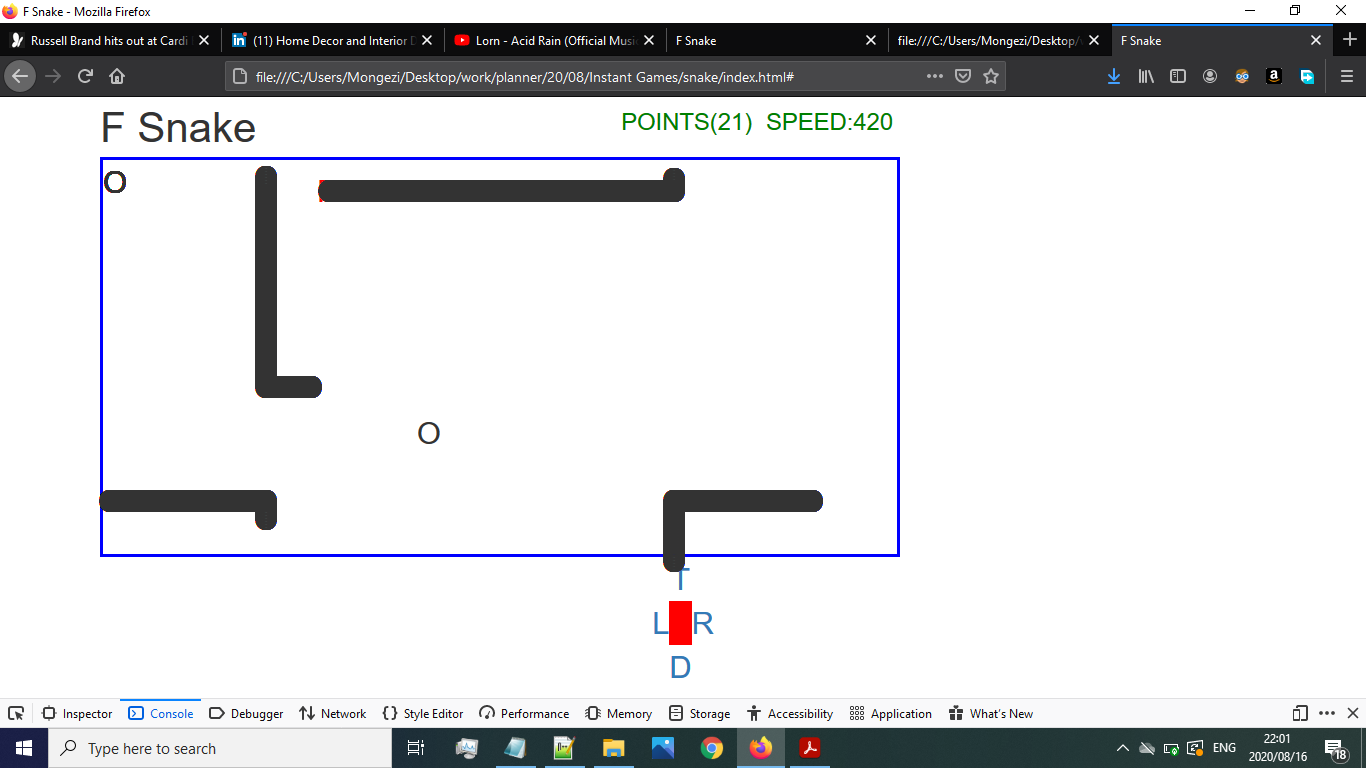 F Snake - Mozilla Firefox
Russell Brand hits out at Cardi
(11) Home Decor and Interior D
Lorn - Acid Rain (Official Musi
F Snake
file:///C:/Users/Mongezi/Desktop/
F Snake
file:///C:/Users/Mongezi/Desktop/work/planner/20/08/Instant Games/snake/index.html#
F Snake
POINTS(21) SPEED:420
O
O
T
L R
D
Inspector Console Debugger Network Style Editor Performance Memory Storage Accessibility Application What's New
Type here to search
ENG
22:01
2020/08/16
18